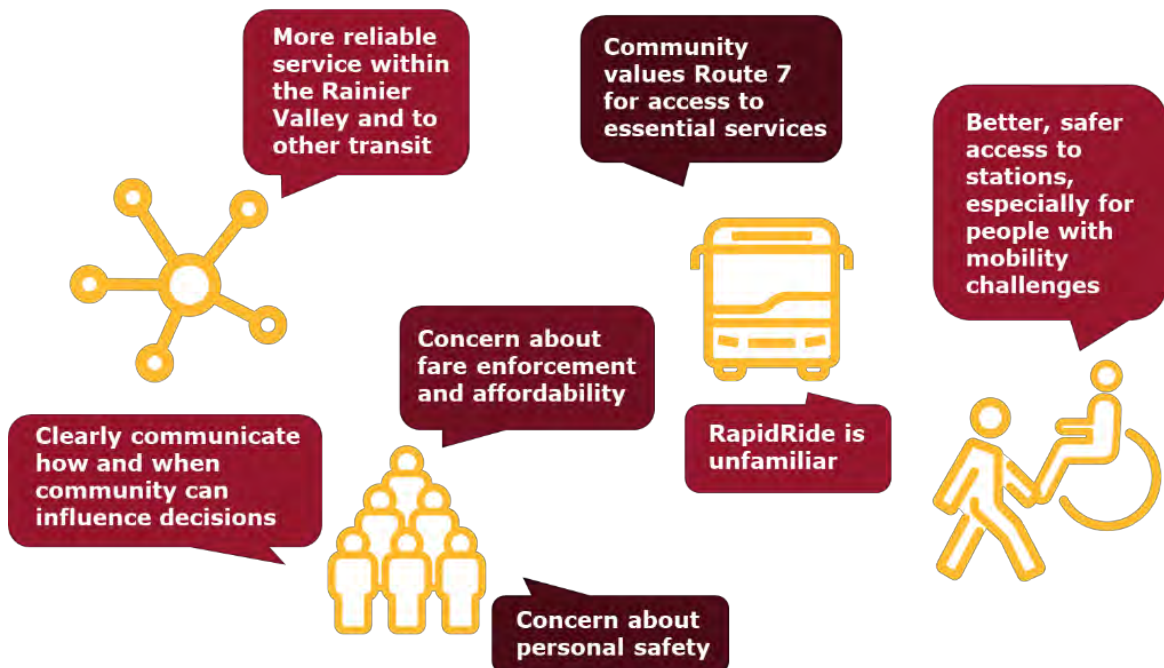 More reliable
service within
the Rainier
Valley and to
other transit
Community
values Route 7
for access to
essential services
Better, safer
access to
stations,
especially for
people with
mobility
challenges
Concern about
fare enforcement
and affordability
RapidRide is
unfamiliar
Clearly communicate
how and when
community can
influence decisions
Concern about
personal safety